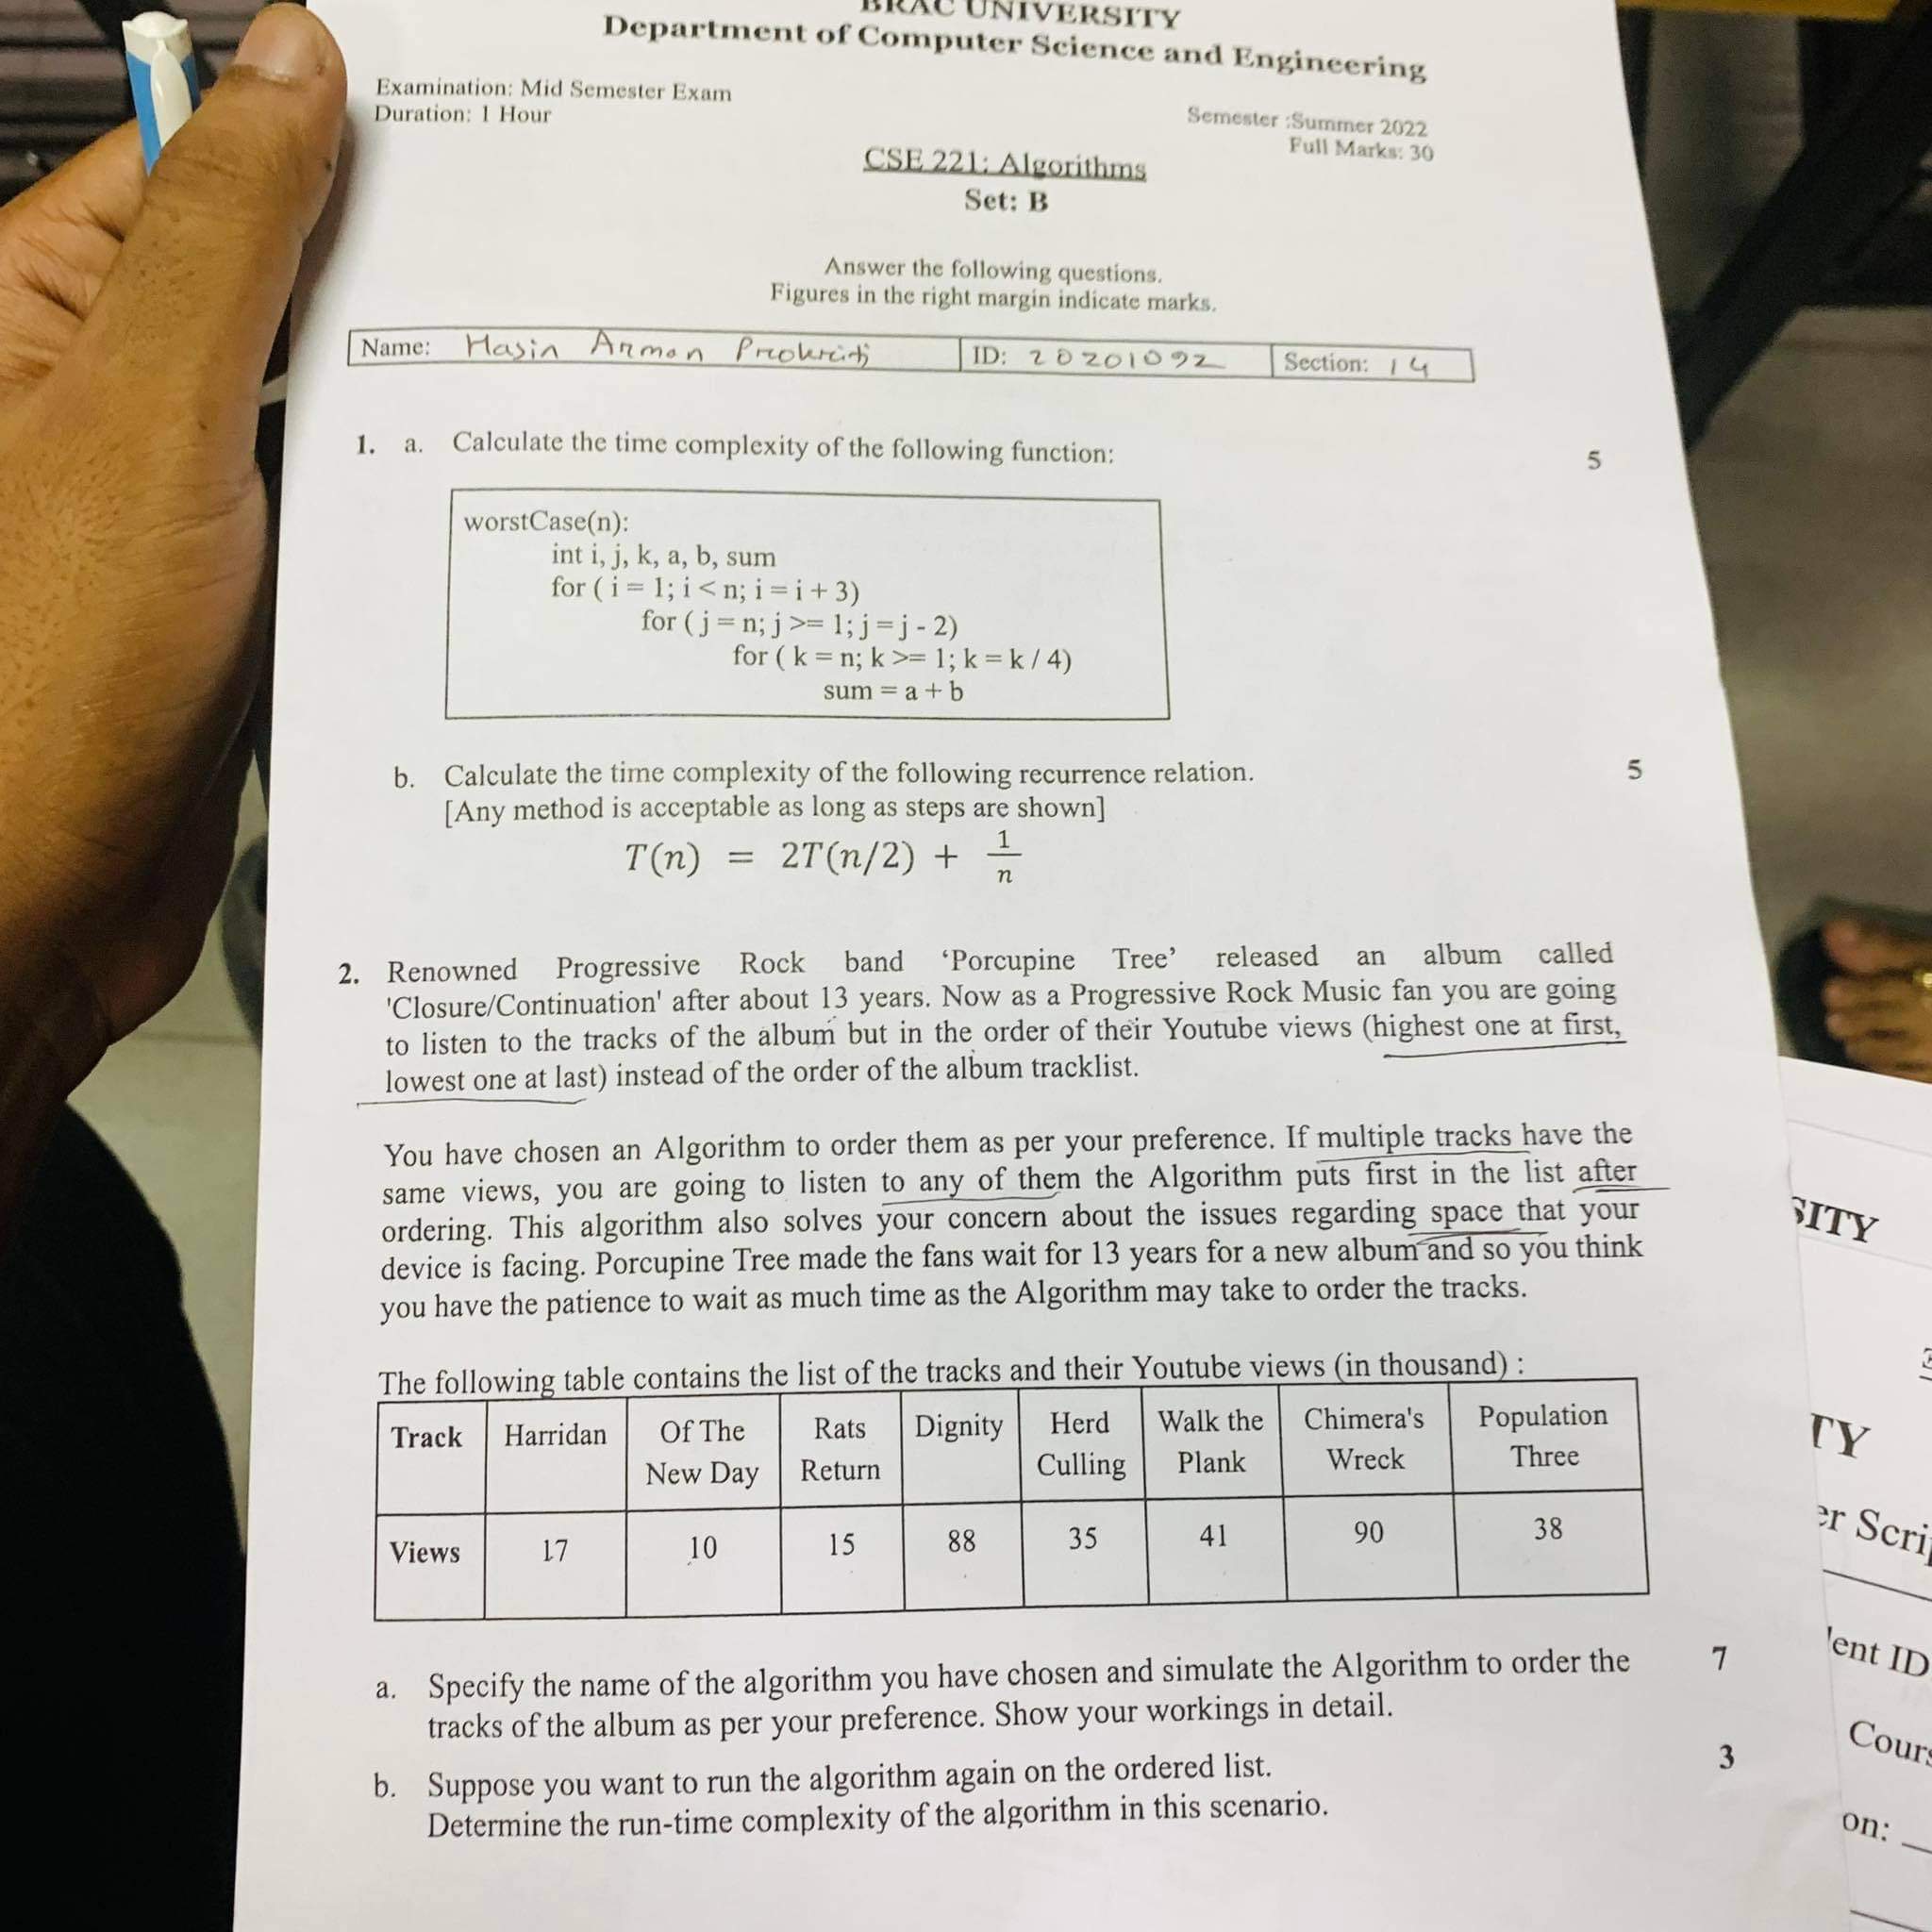 BRAC UNIVERSITY
Department of Computer Science and Engineering
Examination: Mid Semester Exam
Duration: 1 Hour
Semester :Summer 2022
Full Marks: 30
CSE 221: Algorithms
Set: B
Answer the following questions.
Figures in the right margin indicate marks.
Name: Hasin Arman ID: 20201092 Section: 14
1. a. Calculate the time complexity of the following function: 5
worstCase(n):
int i, j, k, a, b, sum
for ( i = 1; i < n; i = i + 3)
for ( j = n; j >= 1; j = j - 2)
for ( k = n; k >= 1; k = k / 4)
sum = a + b
b. Calculate the time complexity of the following recurrence relation. 5
[Any method is acceptable as long as steps are shown]
T(n) = 2T(n/2) + 1/n
2. Renowned Progressive Rock band ‘Porcupine Tree’ released an album called
'Closure/Continuation' after about 13 years. Now as a Progressive Rock Music fan you are going
to listen to the tracks of the album but in the order of their Youtube views (highest one at first,
lowest one at last) instead of the order of the album tracklist.
You have chosen an Algorithm to order them as per your preference. If multiple tracks have the
same views, you are going to listen to any of them the Algorithm puts first in the list after
ordering. This algorithm also solves your concern about the issues regarding space that your
device is facing. Porcupine Tree made the fans wait for 13 years for a new album and so you think
you have the patience to wait as much time as the Algorithm may take to order the tracks.
The following table contains the list of the tracks and their Youtube views (in thousand) :
Track Harridan Of The New Day Rats Return Dignity Herd Culling Walk the Plank Chimera's Wreck Population Three
Views 17 10 15 88 35 41 90 38
a. Specify the name of the algorithm you have chosen and simulate the Algorithm to order the 7
tracks of the album as per your preference. Show your workings in detail.
b. Suppose you want to run the algorithm again on the ordered list. 3
Determine the run-time complexity of the algorithm in this scenario.
SITY
TY
er Scri
ent ID
Cours
on: